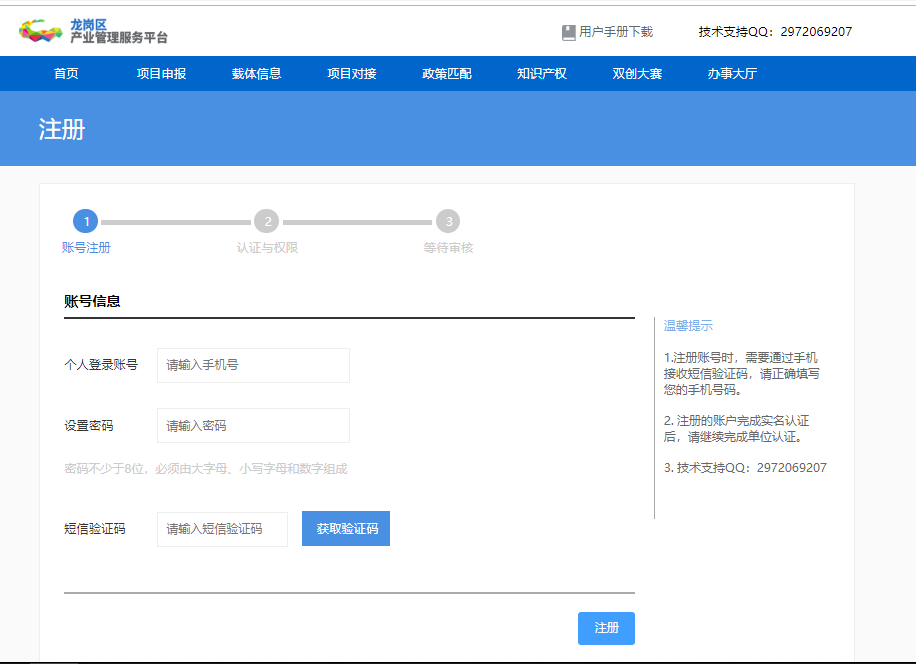 龙岗区
产业管理服务平台
用户手册下载
技术支持QQ：2972069207
首页 项目申报 载体信息 项目对接 政策匹配 知识产权 双创大赛 办事大厅
注册
1 2 3
账号注册 认证与权限 等待审核
账号信息
温馨提示
个人登录账号 请输入手机号
1.注册账号时，需要通过手机
接收短信验证码，请正确填写
您的手机号码。
设置密码 请输入密码
2. 注册的账户完成实名认证
后，请继续完成单位认证。
密码不少于8位，必须由大字母、小写字母和数字组成
3. 技术支持QQ：2972069207
短信验证码 请输入短信验证码 获取验证码
注册